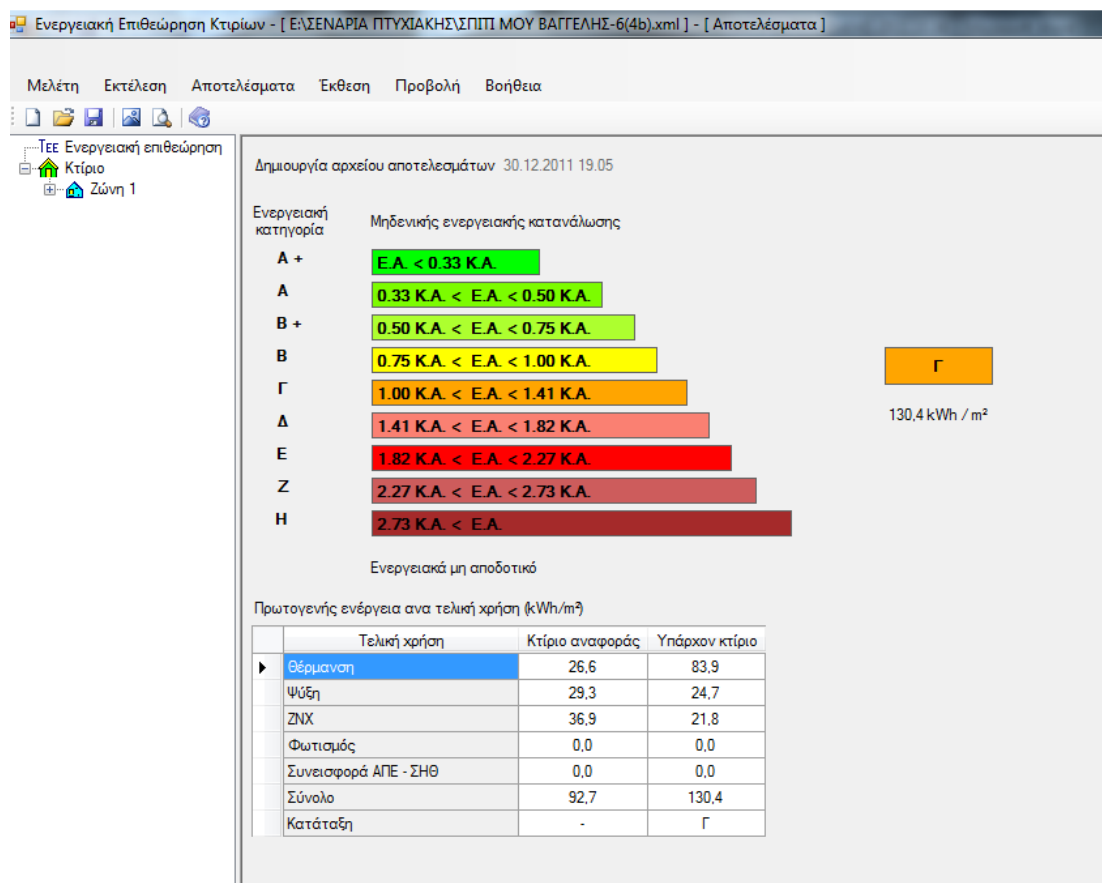 Ενεργειακή Επιθεώρηση Κτιρίων - [ E:\ΣΕΝΑΡΙΑ ΠΤΥΧΙΑΚΗΣ\ΣΠΙΤΙ ΜΟΥ ΒΑΓΓΕΛΗΣ-6(4b).xml ] - [ Αποτελέσματα ]
Μελέτη Εκτέλεση Αποτελέσματα Έκθεση Προβολή Βοήθεια
ΤΕΕ Ενεργειακή επιθεώρηση
Κτίριο
Ζώνη 1
Δημιουργία αρχείου αποτελεσμάτων 30.12.2011 19.05
Ενεργειακή κατηγορία
Μηδενικής ενεργειακής κατανάλωσης
A + Ε.Α. < 0.33 Κ.Α.
A 0.33 Κ.Α. < Ε.Α. < 0.50 Κ.Α.
B + 0.50 Κ.Α. < Ε.Α. < 0.75 Κ.Α.
B 0.75 Κ.Α. < Ε.Α. < 1.00 Κ.Α.
Γ 1.00 Κ.Α. < Ε.Α. < 1.41 Κ.Α.
Δ 1.41 Κ.Α. < Ε.Α. < 1.82 Κ.Α.
Ε 1.82 Κ.Α. < Ε.Α. < 2.27 Κ.Α.
Ζ 2.27 Κ.Α. < Ε.Α. < 2.73 Κ.Α.
Η 2.73 Κ.Α. < Ε.Α.
Γ
130,4 kWh / m²
Ενεργειακά μη αποδοτικό
Πρωτογενής ενέργεια ανα τελική χρήση (kWh/m²)
Τελική χρήση Κτίριο αναφοράς Υπάρχον κτίριο
Θέρμανση 26,6 83,9
Ψύξη 29,3 24,7
ΖΝΧ 36,9 21,8
Φωτισμός 0,0 0,0
Συνεισφορά ΑΠΕ - ΣΗΘ 0,0 0,0
Σύνολο 92,7 130,4
Κατάταξη - Γ